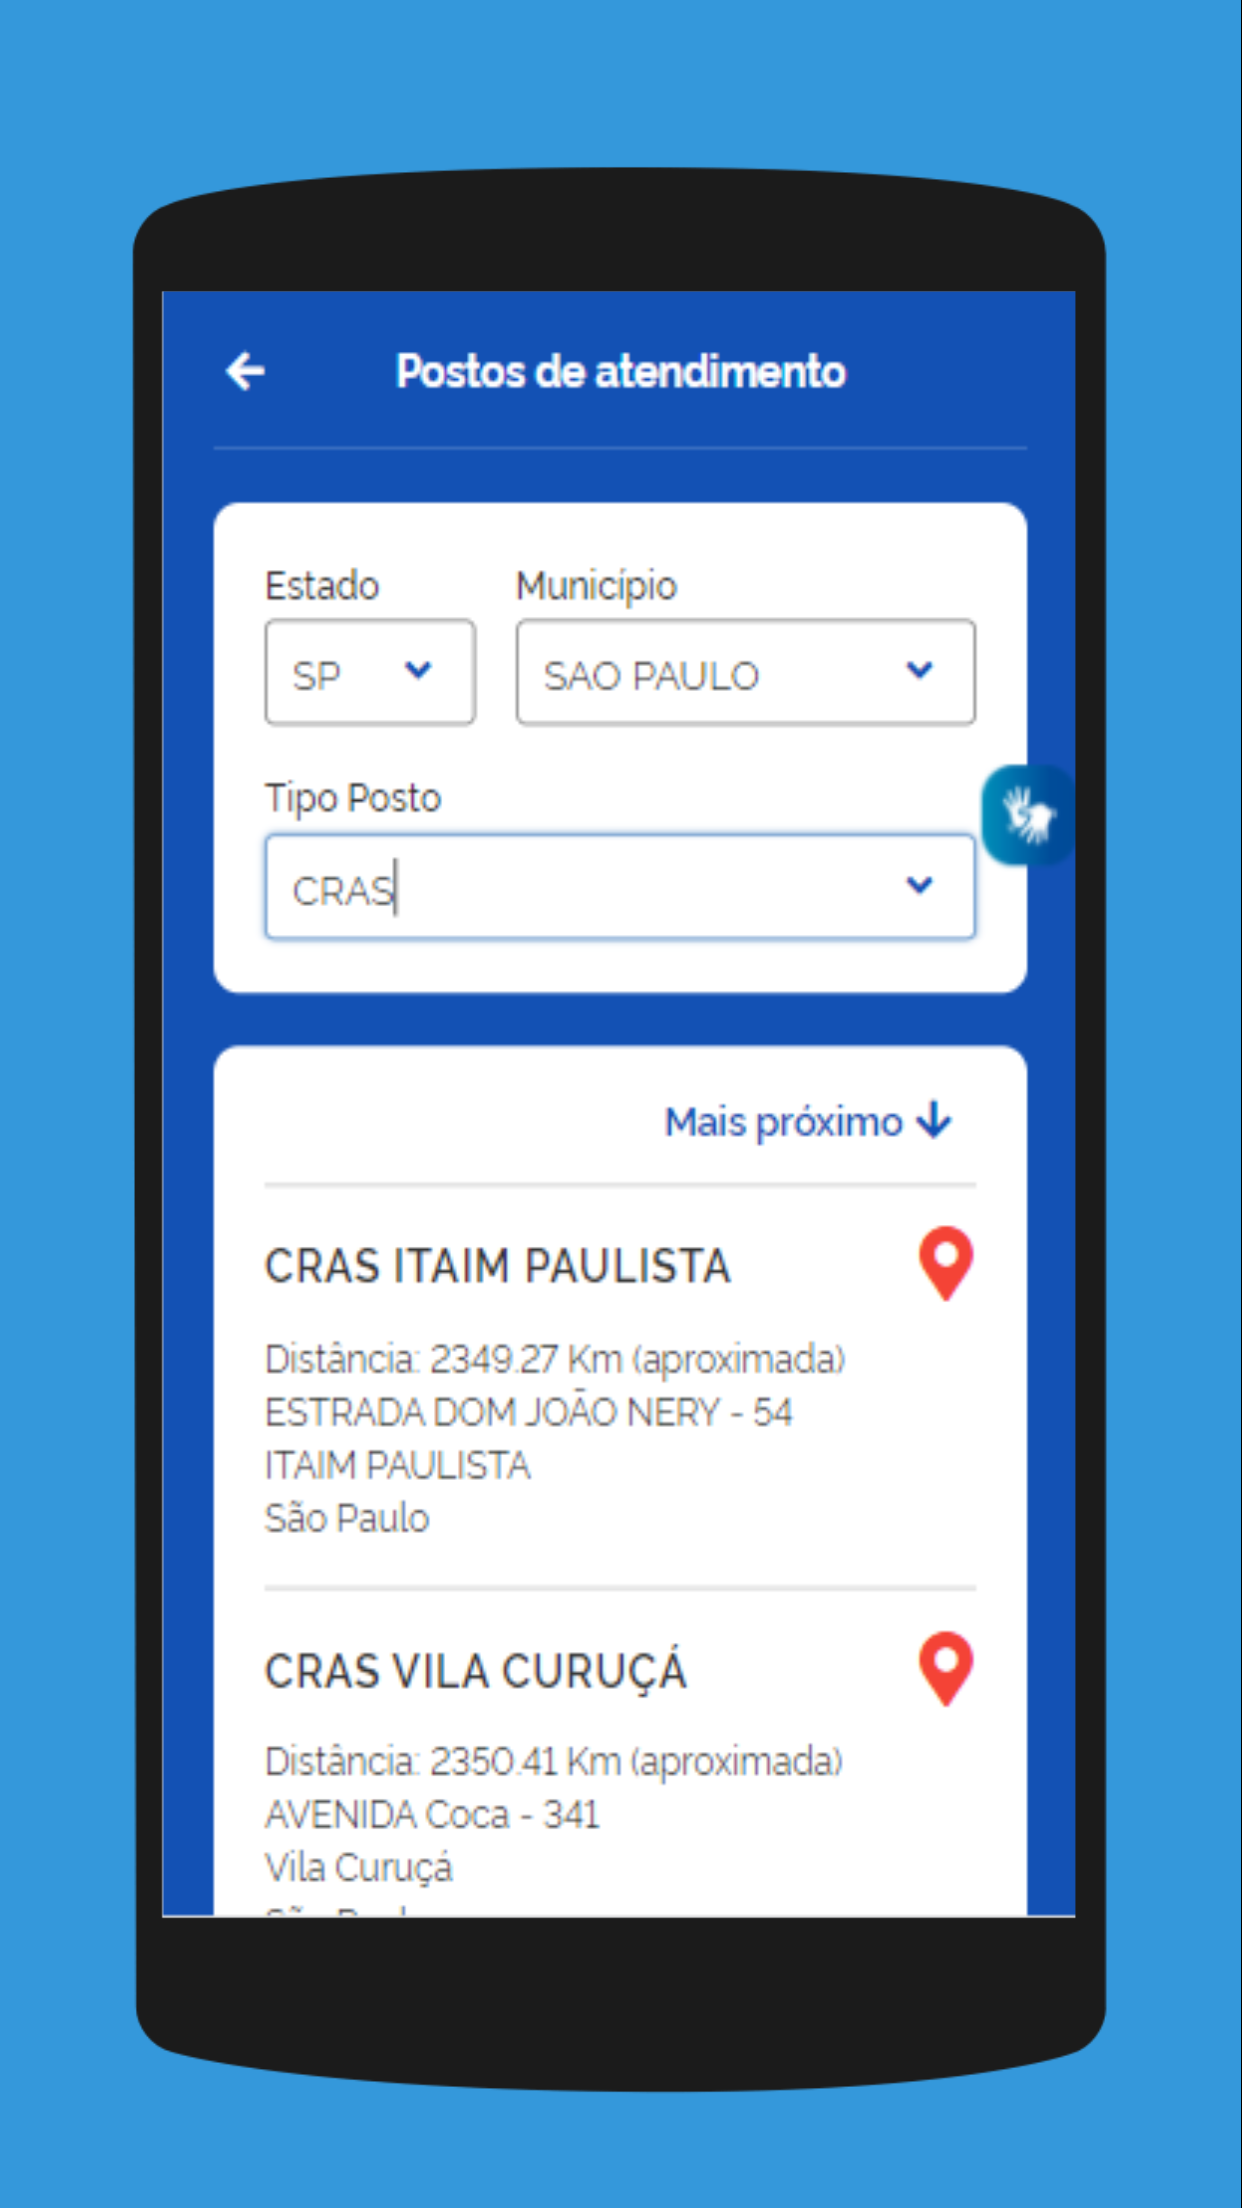 Postos de atendimento
Estado
Município
SP
SAO PAULO
Tipo Posto
CRAS
Mais próximo
CRAS ITAIM PAULISTA
Distância: 2349.27 Km (aproximada)
ESTRADA DOM JOÃO NERY - 54
ITAIM PAULISTA
São Paulo
CRAS VILA CURUÇÁ
Distância: 2350.41 Km (aproximada)
AVENIDA Coca - 341
Vila Curuçá